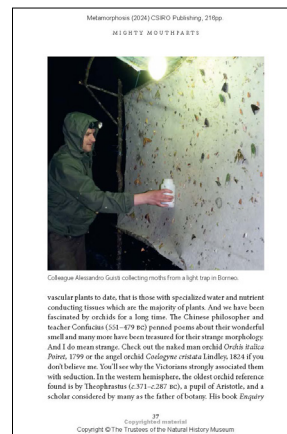 Metamorphosis (2024) CSIRO Publishing, 216pp.
MIGHTY MOUTHPARTS
Colleague Alessandro Guisti collecting moths from a light trap in Borneo.
vascular plants to date, that is those with specialized water and nutrient
conducting tissues which are the majority of plants. And we have been
fascinated by orchids for a long time. The Chinese philosopher and
teacher Confucius (551–479 BC) penned poems about their wonderful
smell and many more have been treasured for their strange morphology.
And I do mean strange. Check out the naked man orchid Orchis italica
Poiret, 1799 or the angel orchid Coelogyne cristata Lindley, 1824 if you
don't believe me. You'll see why the Victorians strongly associated them
with seduction. In the western hemisphere, the oldest orchid reference
found is by Theophrastus (c.371–c.287 BC), a pupil of Aristotle, and a
scholar considered by many as the father of botany. His book Enquiry
37
Copyrighted material
Copyright © The Trustees of the Natural History Museum